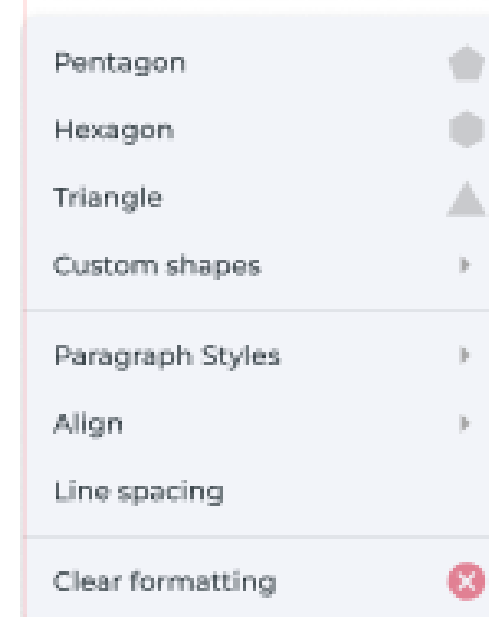 Pentagon
Hexagon
Triangle
Custom shapes
Paragraph Styles
Align
Line spacing
Clear formatting